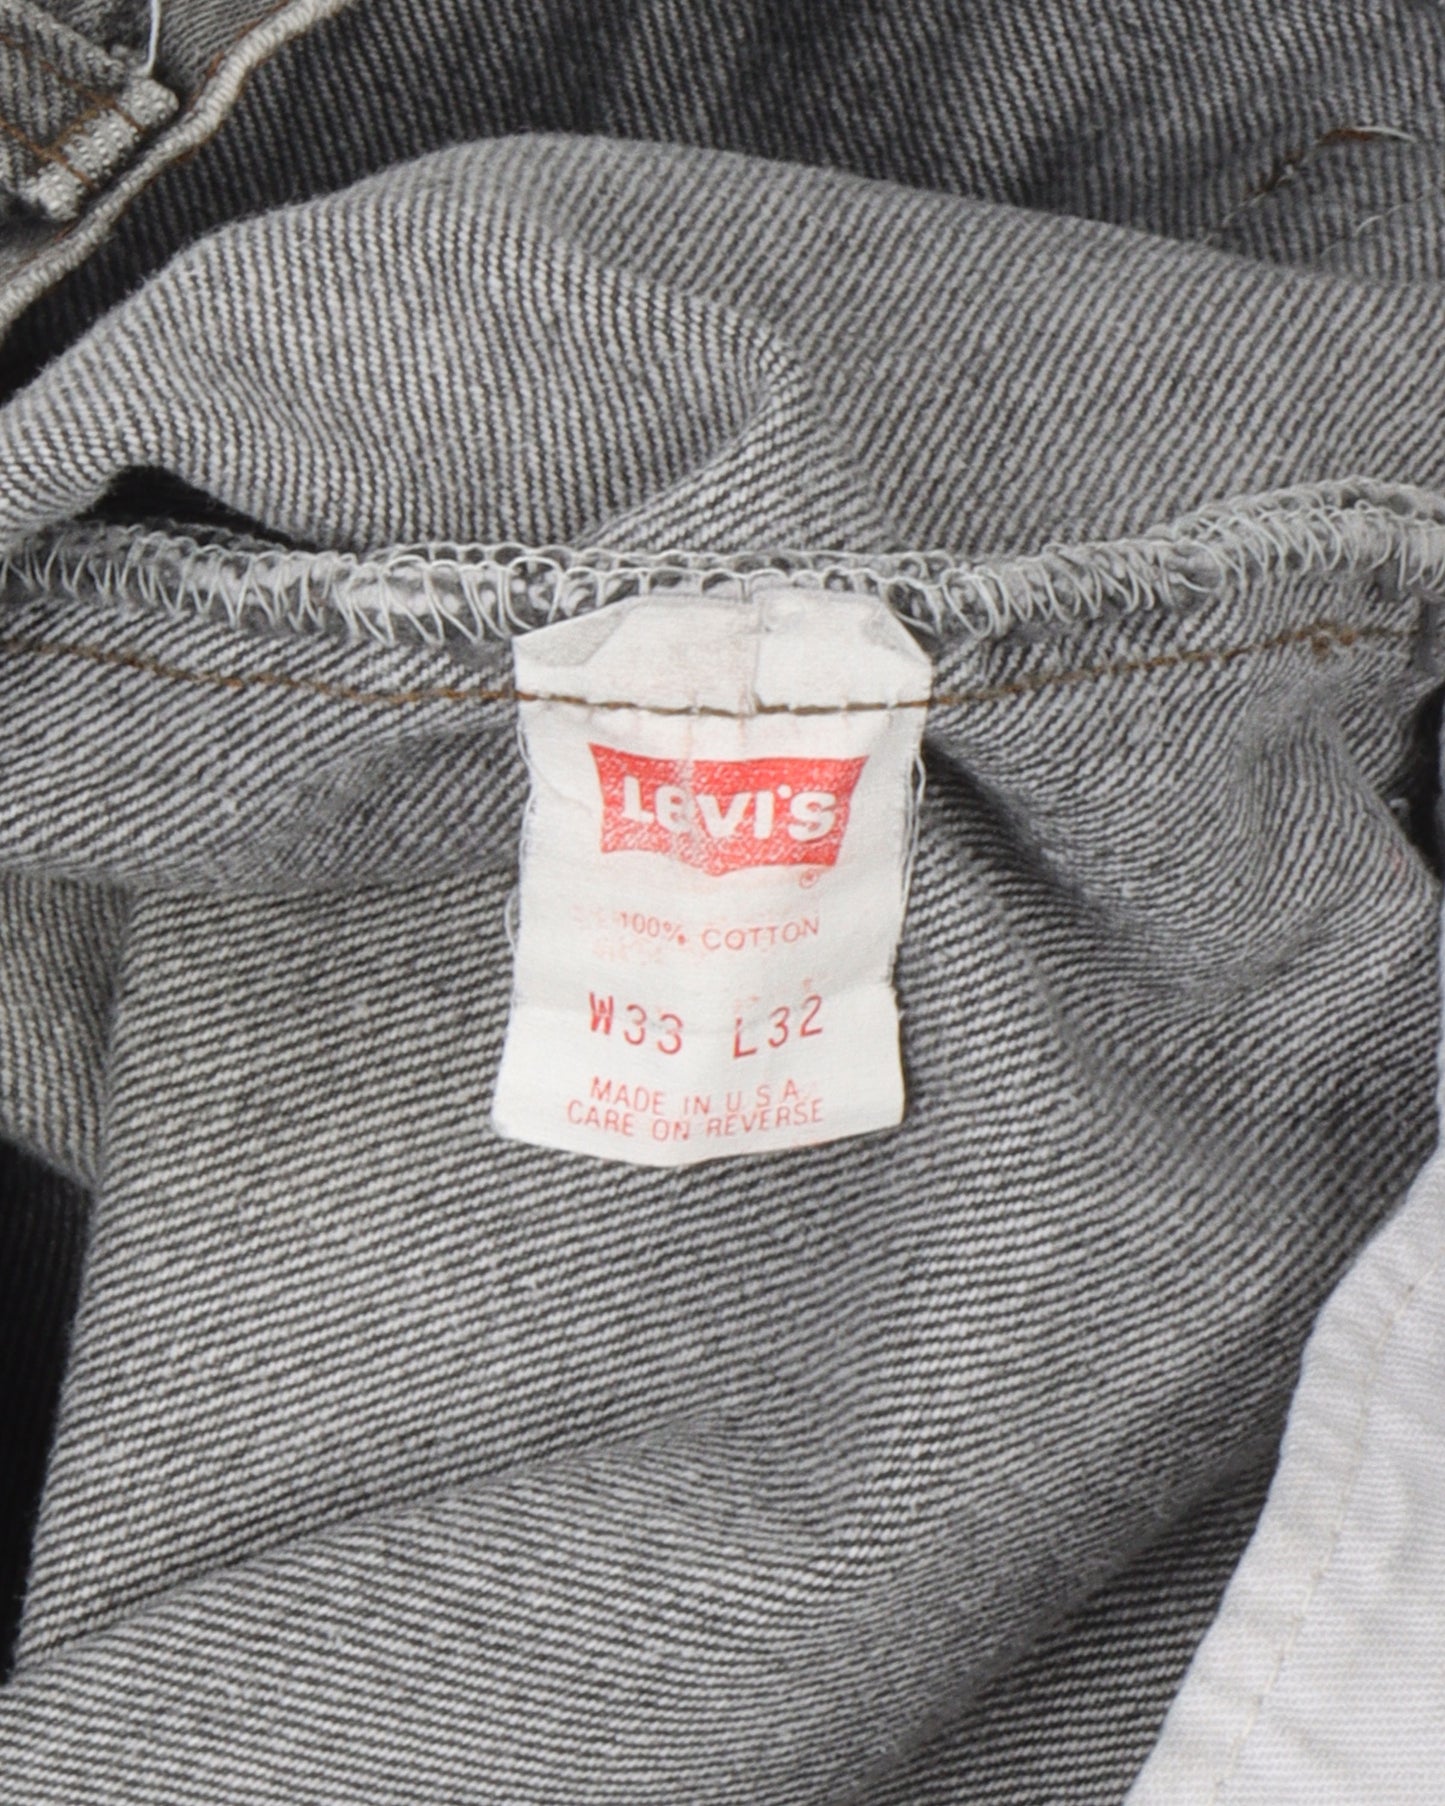 Levi's
®
100% COTTON
W33 L32
MADE IN U.S.A.
CARE ON REVERSE